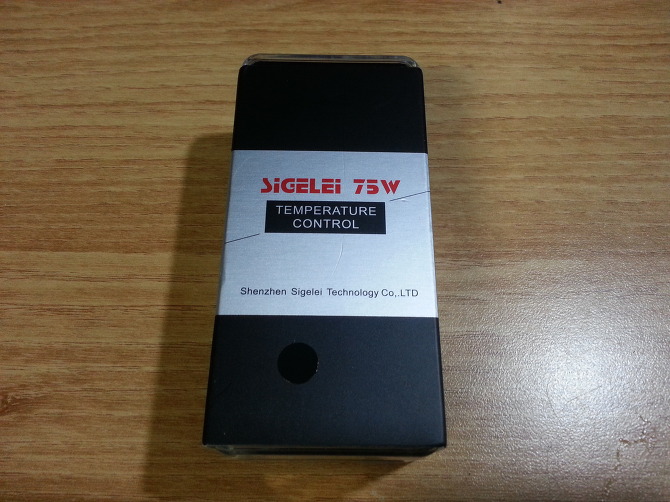 SiGELEi 75W
TEMPERATURE
CONTROL
Shenzhen Sigelei Technology Co,.LTD